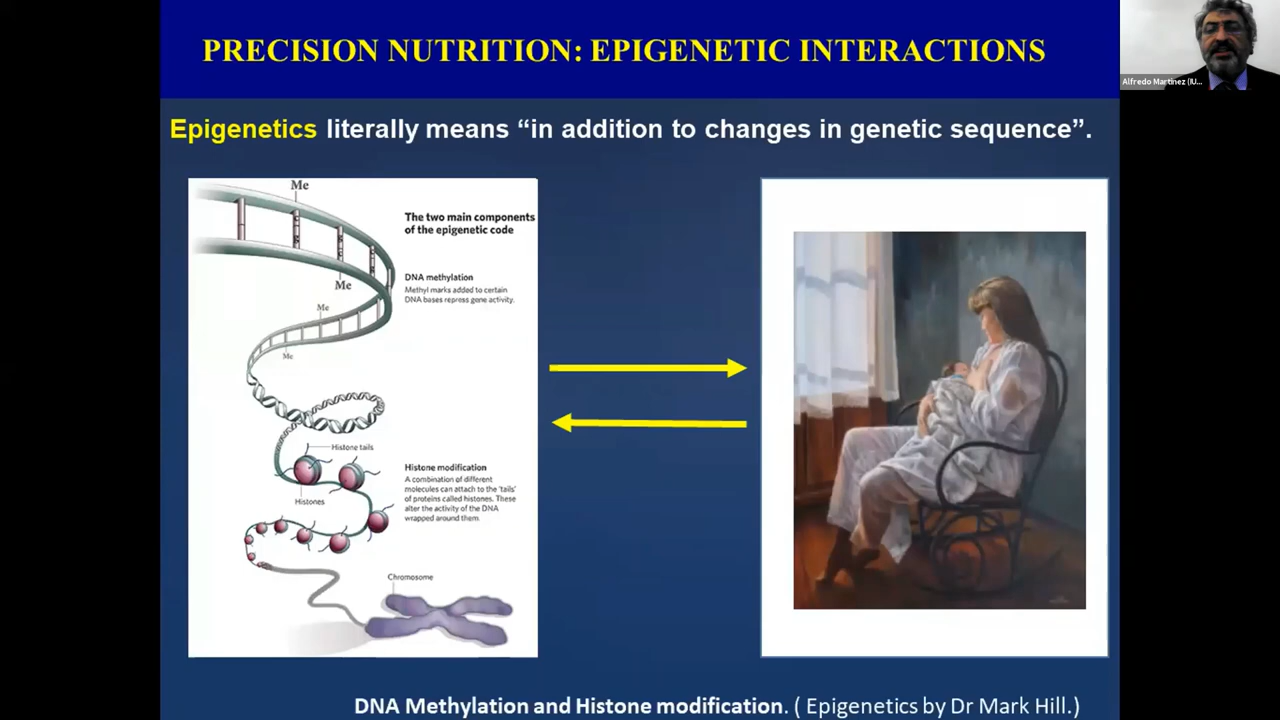 PRECISION NUTRITION: EPIGENETIC INTERACTIONS
Alfredo Martínez (IU...
Epigenetics literally means “in addition to changes in genetic sequence”.
Me
The two main components
of the epigenetic code
DNA methylation
Methyl marks added to certain
DNA bases repress gene activity.
Me
Me
Me
Histone tails
Histones
Histone modification
A combination of different
molecules can attach to the ‘tails’
of proteins called histones. These
alter the activity of the DNA
wrapped around them.
Chromosome
DNA Methylation and Histone modification. ( Epigenetics by Dr Mark Hill.)